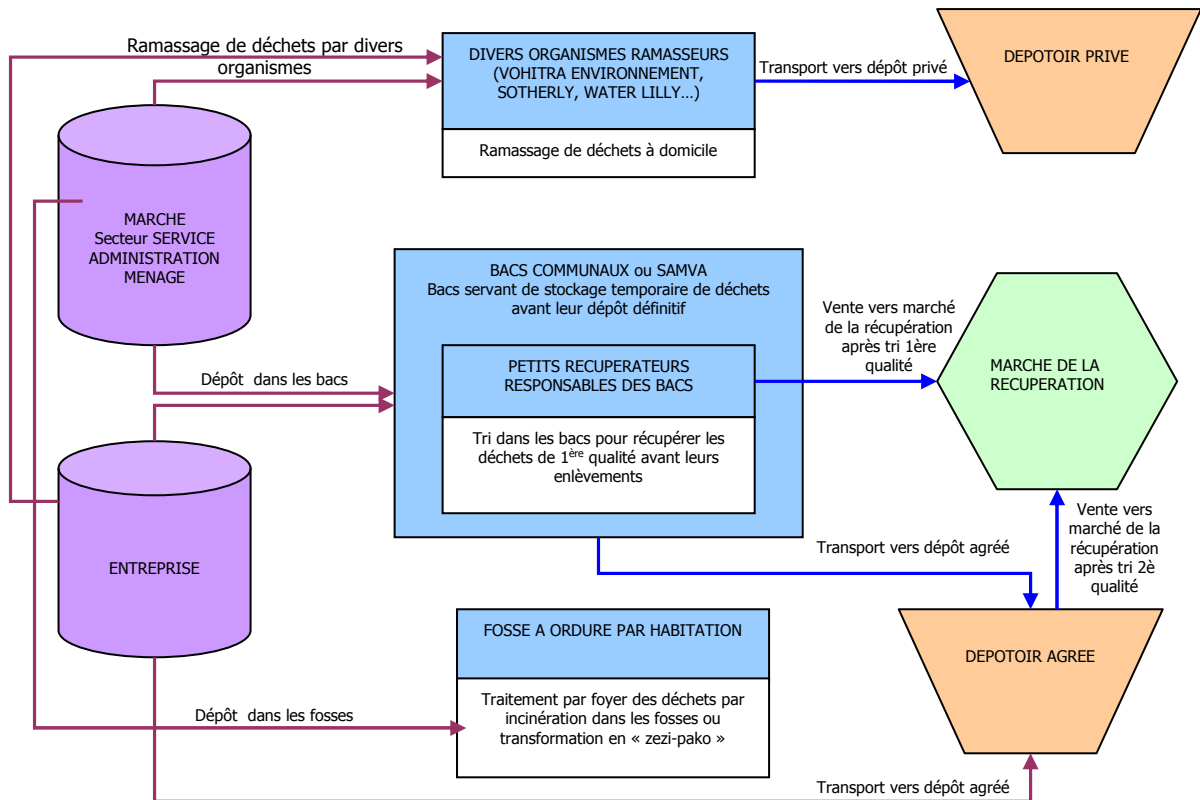 Ramassage de déchets par divers
organismes
DIVERS ORGANISMES RAMASSEURS
(VOHITRA ENVIRONNEMENT,
SOTHERLY, WATER LILLY…)
Ramassage de déchets à domicile
Transport vers dépôt privé
DEPOTOIR PRIVE
MARCHE
Secteur SERVICE
ADMINISTRATION
MENAGE
BACS COMMUNAUX ou SAMVA
Bacs servant de stockage temporaire de déchets
avant leur dépôt définitif
PETITS RECUPERATEURS
RESPONSABLES DES BACS
Tri dans les bacs pour récupérer les
déchets de 1ère qualité avant leurs
enlèvements
Vente vers marché
de la récupération
après tri 1ère
qualité
MARCHE DE LA
RECUPERATION
Dépôt dans les bacs
ENTREPRISE
Transport vers dépôt agréé
Vente vers
marché de la
récupération
après tri 2è
qualité
FOSSE A ORDURE PAR HABITATION
Traitement par foyer des déchets par
incinération dans les fosses ou
transformation en « zezi-pako »
DEPOTOIR AGREE
Dépôt dans les fosses
Transport vers dépôt agréé